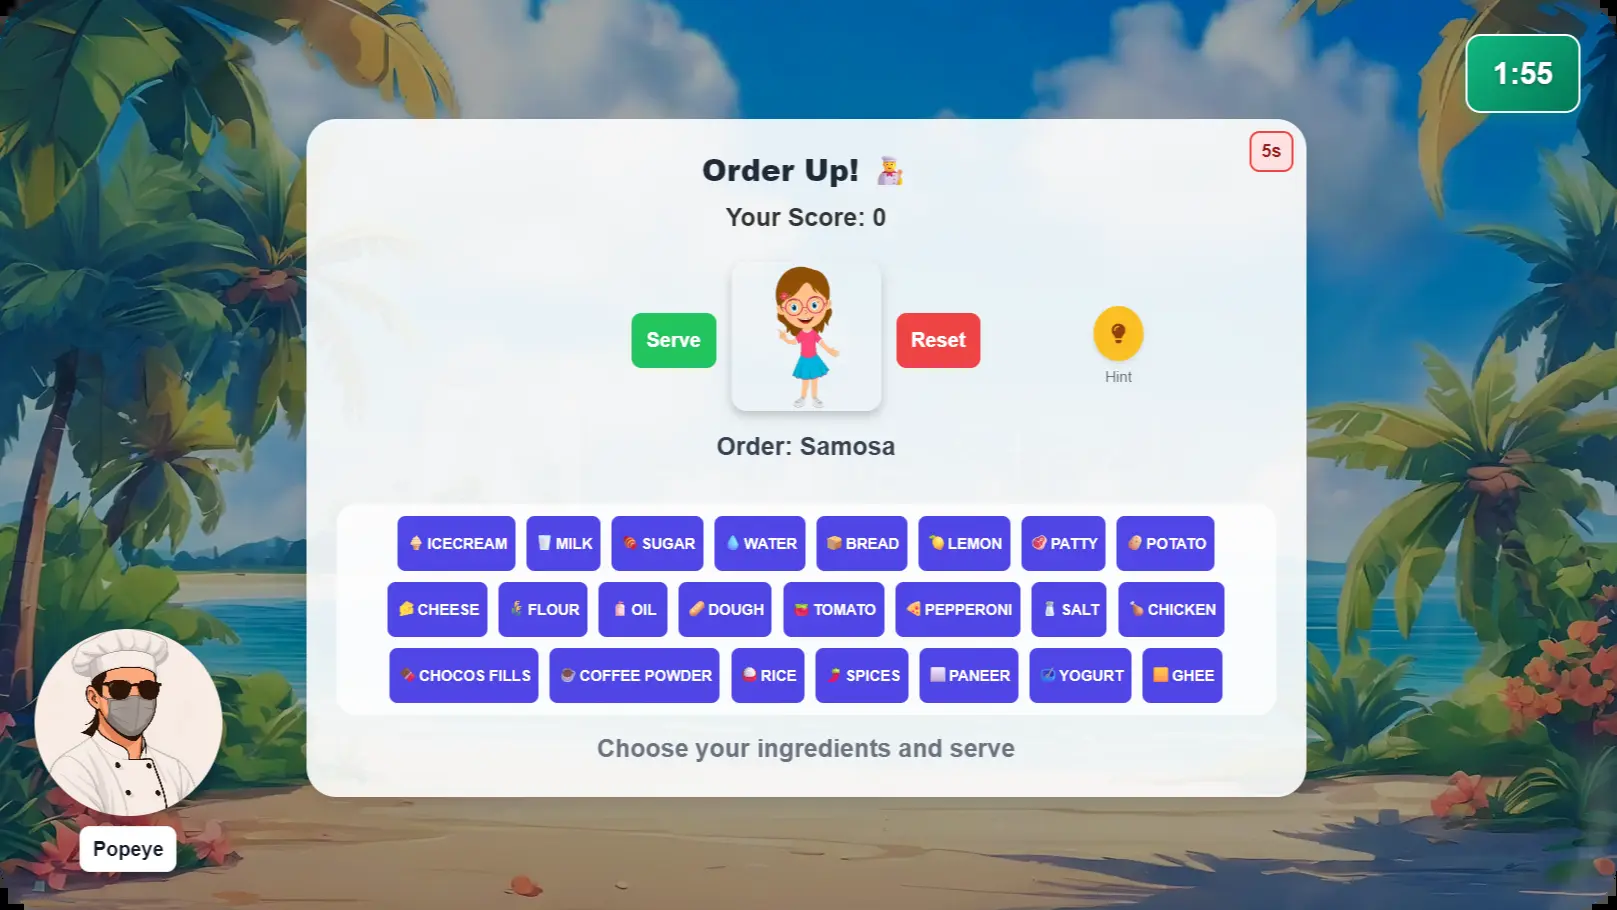 1:55
5s
Order Up!
Your Score: 0
Serve
Reset
Hint
Order: Samosa
ICECREAM MILK SUGAR WATER BREAD LEMON PATTY POTATO
CHEESE FLOUR OIL DOUGH TOMATO PEPPERONI SALT CHICKEN
CHOCOS FILLS COFFEE POWDER RICE SPICES PANEER YOGURT GHEE
Choose your ingredients and serve
Popeye